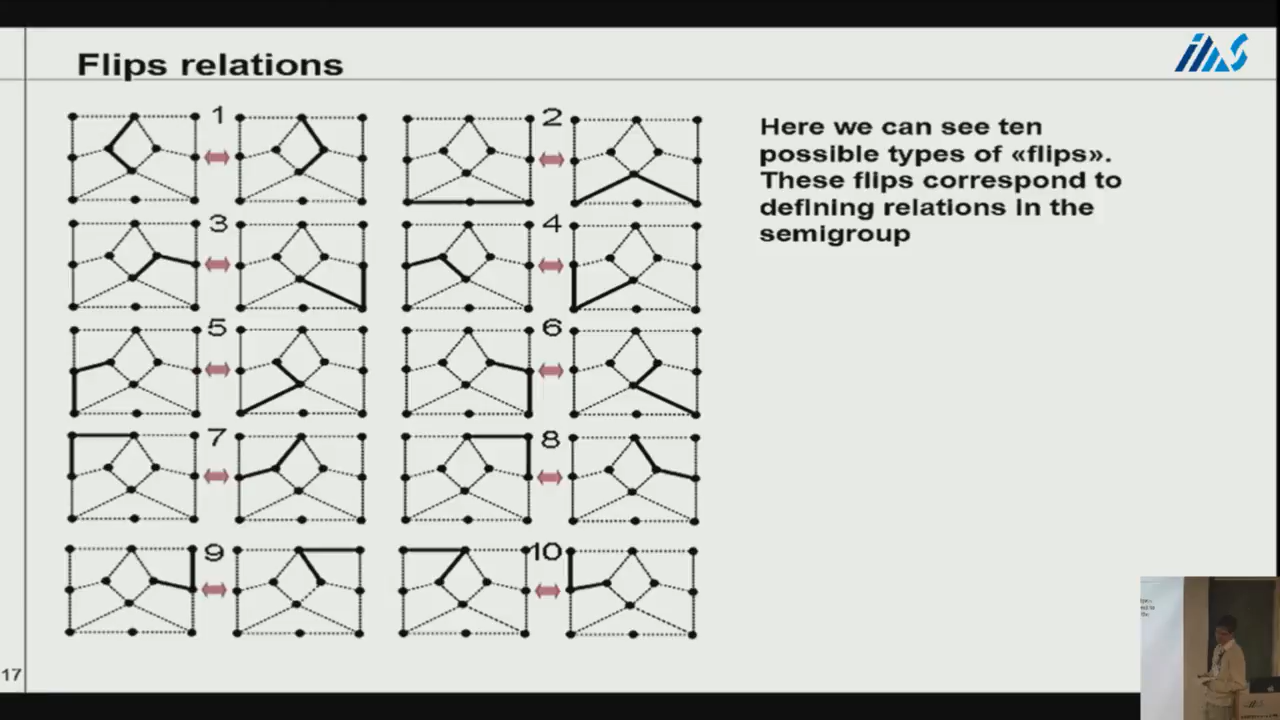 Flips relations
IIAS
1
2
Here we can see ten
possible types of «flips».
These flips correspond to
defining relations in the
semigroup
3
4
5
6
7
8
9
10
17